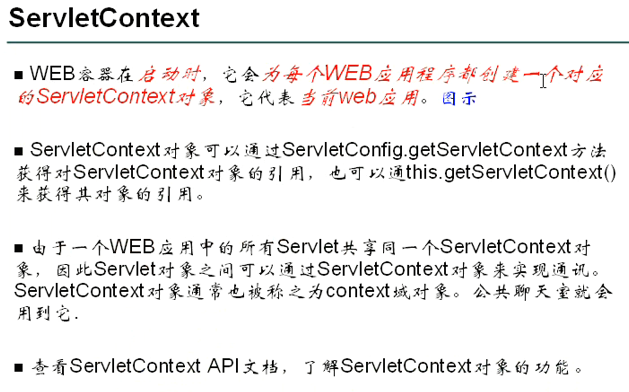 ServletContext
■ WEB容器在启动时，它会为每个WEB应用程序都创建一个对应
的ServletContext对象，它代表当前web应用。图示
■ ServletContext对象可以通过ServletConfig.getServletContext方法
获得对ServletContext对象的引用，也可以通this.getServletContext()
来获得其对象的引用。
■ 由于一个WEB应用中的所有Servlet共享同一个ServletContext对
象，因此Servlet对象之间可以通过ServletContext对象来实现通讯。
ServletContext对象通常也被称之为context域对象。公共聊天室就会
用到它.
■ 查看ServletContext API文档，了解ServletContext对象的功能。